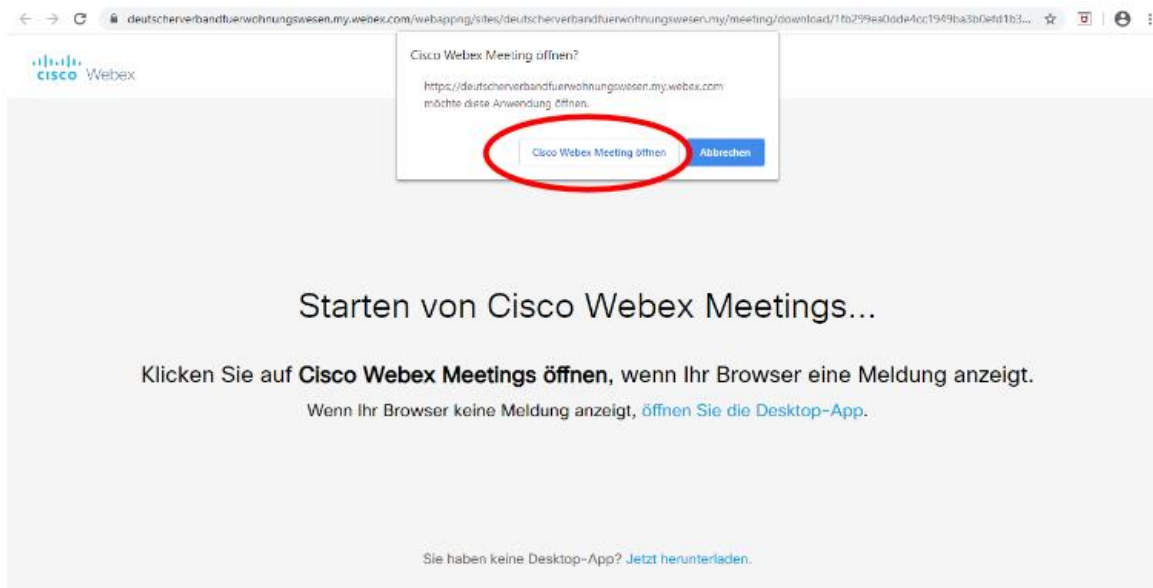 deutscherverbandfuerwohnungswesen.my.webex.com/webappng/sites/deutscherverbandfuerwohnungswesen.my/meeting/download/
Cisco Webex Meeting öffnen?
https://deutscherverbandfuerwohnungswesen.my.webex.com
möchte diese Anwendung öffnen.
Cisco Webex Meeting öffnen
Abbrechen
CISCO Webex
Starten von Cisco Webex Meetings...
Klicken Sie auf Cisco Webex Meetings öffnen, wenn Ihr Browser eine Meldung anzeigt.
Wenn Ihr Browser keine Meldung anzeigt, öffnen Sie die Desktop-App.
Sie haben keine Desktop-App? Jetzt herunterladen.